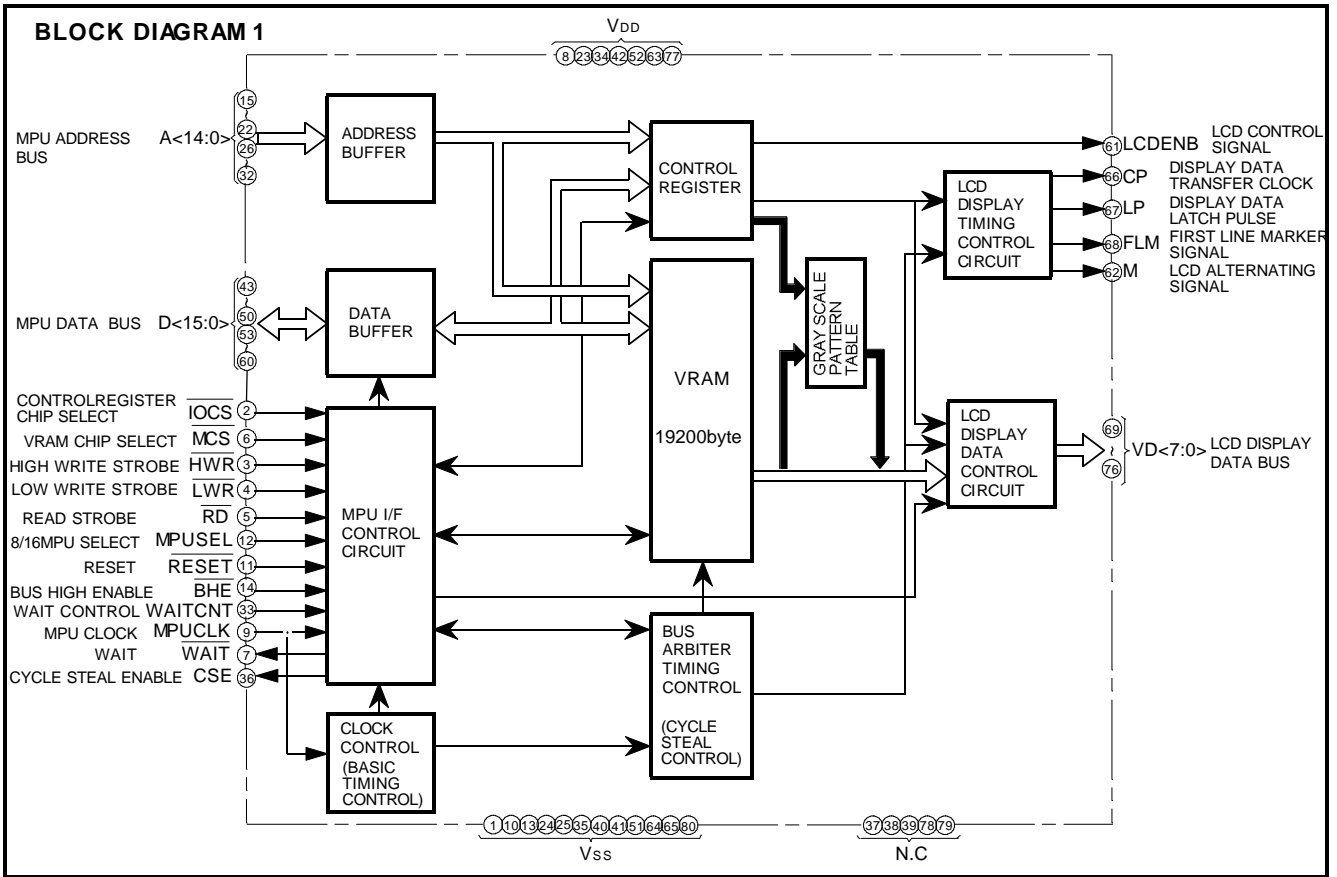 BLOCK DIAGRAM 1
VDD
8 23 34 42 52 63 77
MPU ADDRESS
BUS
A<14:0>
15
22
26
32
ADDRESS
BUFFER
CONTROL
REGISTER
61 LCDENB
LCD CONTROL
SIGNAL
LCD
DISPLAY
TIMING
CONTROL
CIRCUIT
66 CP
DISPLAY DATA
TRANSFER CLOCK
67 LP
DISPLAY DATA
LATCH PULSE
68 FLM
FIRST LINE MARKER
SIGNAL
62 M
LCD ALTERNATING
SIGNAL
MPU DATA BUS
D<15:0>
43
~
50
53
~
60
DATA
BUFFER
VRAM
19200byte
GRAY SCALE
PATTERN
TABLE
LCD
DISPLAY
DATA
CONTROL
CIRCUIT
69
~
76
VD<7:0>
LCD DISPLAY
DATA BUS
CONTROLREGISTER
CHIP SELECT
IOCS 2
VRAM CHIP SELECT MCS 6
HIGH WRITE STROBE HWR 3
LOW WRITE STROBE LWR 4
READ STROBE RD 5
8/16MPU SELECT MPUSEL 12
RESET RESET 11
BUS HIGH ENABLE BHE 14
WAIT CONTROL WAITCNT 33
MPU CLOCK MPUCLK 9
WAIT WAIT 7
CYCLE STEAL ENABLE CSE 36
MPU I/F
CONTROL
CIRCUIT
CLOCK
CONTROL
(BASIC
TIMING
CONTROL)
BUS
ARBITER
TIMING
CONTROL
(CYCLE
STEAL
CONTROL)
1 10 13 24 25 35 40 41 51 64 65 80
VSS
37 38 39 78 79
N.C